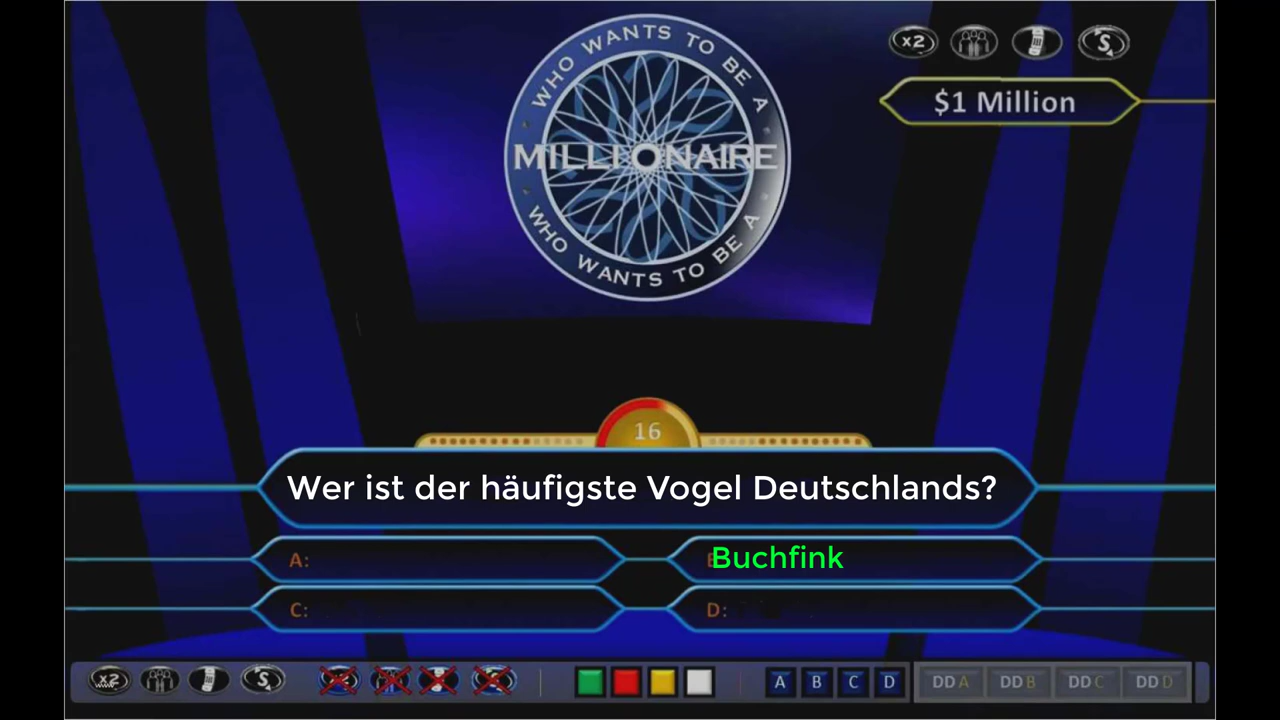 WHO WANTS TO BE A
MILLIONAIRE
WHO WANTS TO BE A
x2
S
$1 Million
16
Wer ist der häufigste Vogel Deutschlands?
A:
Buchfink
C:
D:
x2
S
A B C D
DD A DD B DD C DD D